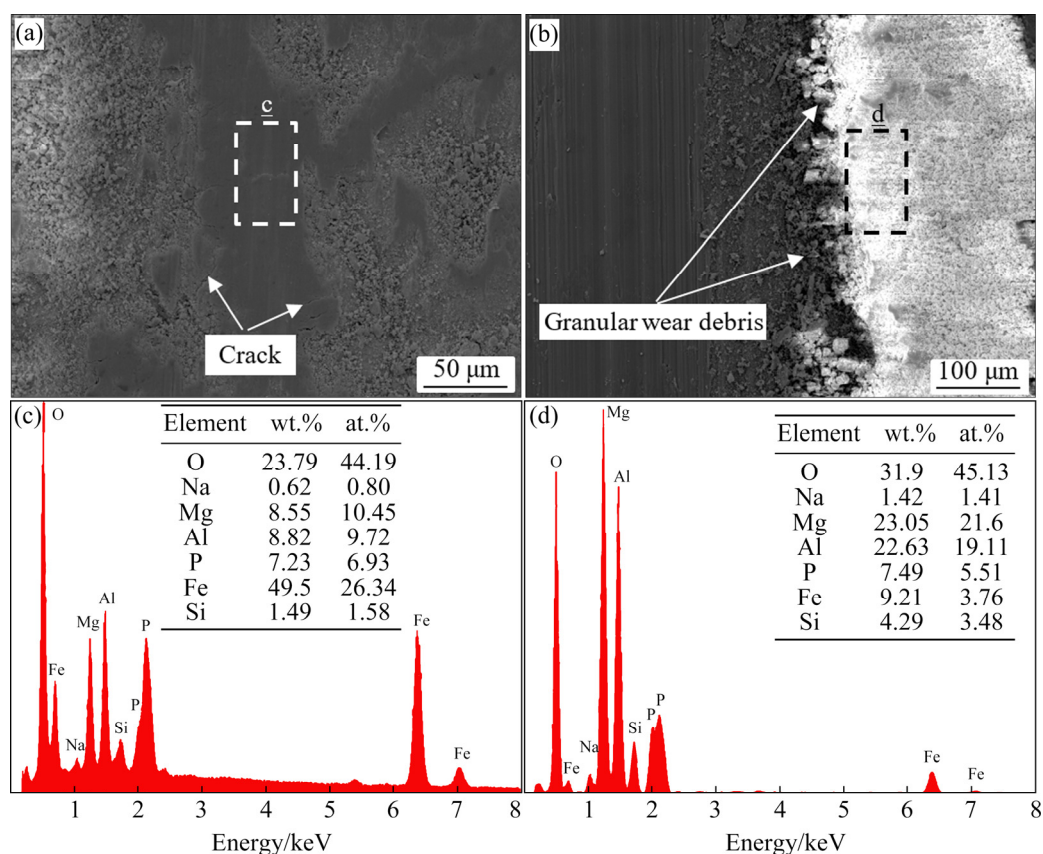 (a)
c
Crack
50 μm
(b)
d
Granular wear debris
100 μm
(c)
O
Element wt.% at.%
O 23.79 44.19
Na 0.62 0.80
Mg 8.55 10.45
Al 8.82 9.72
P 7.23 6.93
Fe 49.5 26.34
Si 1.49 1.58
Fe
Na
Mg
Al
Si
P
P
Fe
Fe
1 2 3 4 5 6 7 8
Energy/keV
(d)
Mg
Element wt.% at.%
O 31.9 45.13
Na 1.42 1.41
Mg 23.05 21.6
Al 22.63 19.11
P 7.49 5.51
Fe 9.21 3.76
Si 4.29 3.48
O
Fe
Na
Al
Si
P
P
Fe
Fe
1 2 3 4 5 6 7 8
Energy/keV